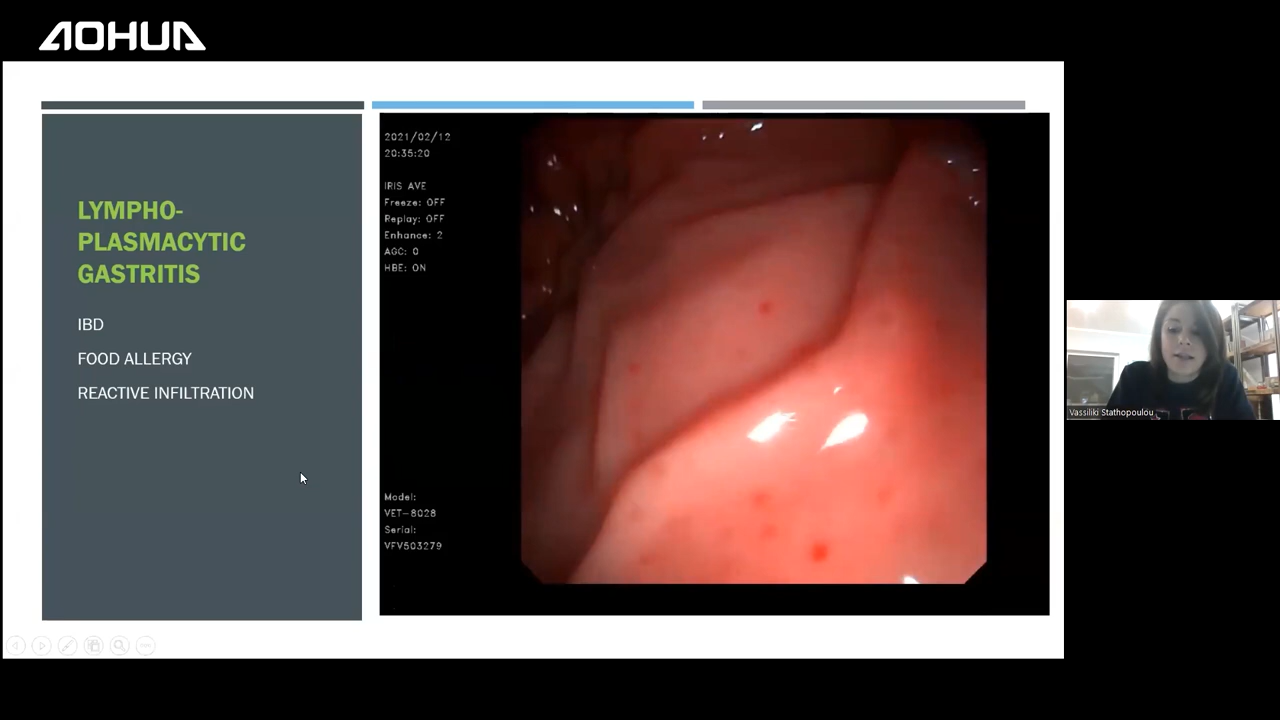 AOHUA
LYMPHO-
PLASMACYTIC
GASTRITIS
IBD
FOOD ALLERGY
REACTIVE INFILTRATION
2021/02/12
20:35:20
IRIS AVE
Freeze: OFF
Replay: OFF
Enhance: 2
AGC: 0
HBE: ON
Model:
VET-8028
Serial:
VFV503279
Vassiliki Stathopoulou